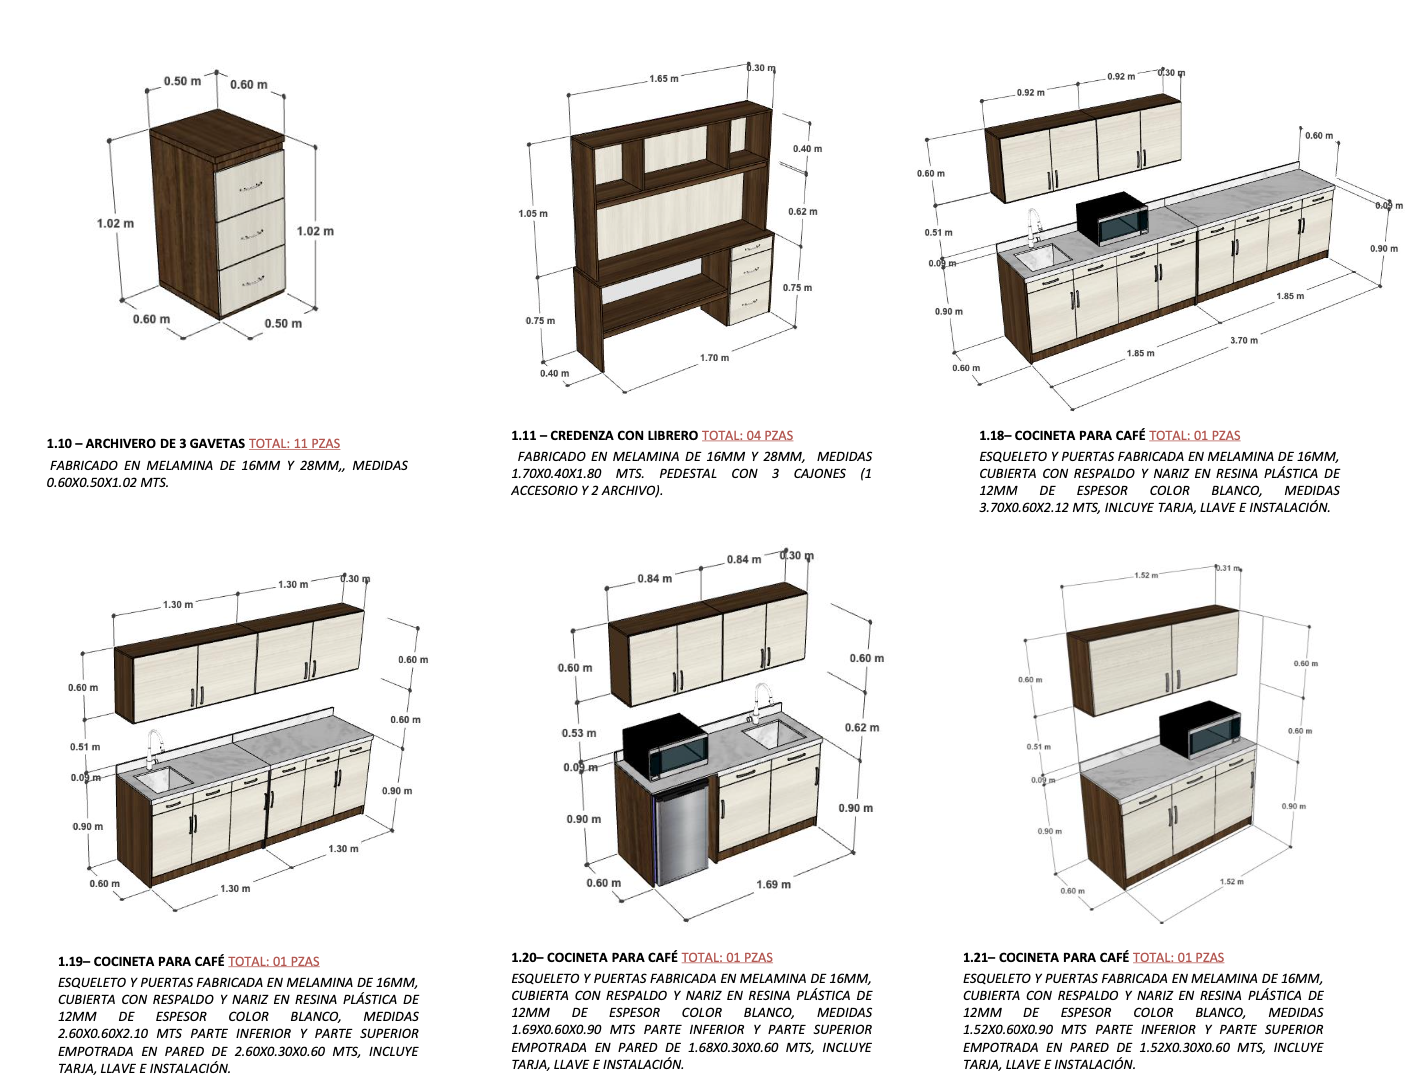 0.50 m
0.60 m
1.02 m
1.02 m
0.60 m
0.50 m
1.10 – ARCHIVERO DE 3 GAVETAS TOTAL: 11 PZAS
FABRICADO EN MELAMINA DE 16MM Y 28MM,, MEDIDAS
0.60X0.50X1.02 MTS.
1.65 m
0.30 m
0.40 m
1.05 m
0.62 m
0.75 m
0.75 m
1.70 m
0.40 m
1.11 – CREDENZA CON LIBRERO TOTAL: 04 PZAS
FABRICADO EN MELAMINA DE 16MM Y 28MM, MEDIDAS
1.70X0.40X1.80 MTS. PEDESTAL CON 3 CAJONES (1
ACCESORIO Y 2 ARCHIVO).
0.92 m
0.92 m
0.30 m
0.60 m
0.60 m
0.09 m
0.51 m
0.90 m
0.09 m
1.85 m
0.90 m
3.70 m
1.85 m
0.60 m
1.18– COCINETA PARA CAFÉ TOTAL: 01 PZAS
ESQUELETO Y PUERTAS FABRICADA EN MELAMINA DE 16MM,
CUBIERTA CON RESPALDO Y NARIZ EN RESINA PLÁSTICA DE
12MM DE ESPESOR COLOR BLANCO, MEDIDAS
3.70X0.60X2.12 MTS, INLCUYE TARJA, LLAVE E INSTALACIÓN.
1.30 m
1.30 m
0.30 m
0.60 m
0.60 m
0.60 m
0.51 m
0.09 m
0.90 m
0.90 m
1.30 m
0.60 m
1.30 m
1.19– COCINETA PARA CAFÉ TOTAL: 01 PZAS
ESQUELETO Y PUERTAS FABRICADA EN MELAMINA DE 16MM,
CUBIERTA CON RESPALDO Y NARIZ EN RESINA PLÁSTICA DE
12MM DE ESPESOR COLOR BLANCO, MEDIDAS
2.60X0.60X2.10 MTS PARTE INFERIOR Y PARTE SUPERIOR
EMPOTRADA EN PARED DE 2.60X0.30X0.60 MTS, INCLUYE
TARJA, LLAVE E INSTALACIÓN.
0.84 m
0.84 m
0.30 m
0.60 m
0.60 m
0.62 m
0.53 m
0.09 m
0.90 m
0.90 m
0.60 m
1.69 m
1.20– COCINETA PARA CAFÉ TOTAL: 01 PZAS
ESQUELETO Y PUERTAS FABRICADA EN MELAMINA DE 16MM,
CUBIERTA CON RESPALDO Y NARIZ EN RESINA PLÁSTICA DE
12MM DE ESPESOR COLOR BLANCO, MEDIDAS
1.69X0.60X0.90 MTS PARTE INFERIOR Y PARTE SUPERIOR
EMPOTRADA EN PARED DE 1.68X0.30X0.60 MTS, INCLUYE
TARJA, LLAVE E INSTALACIÓN.
1.52 m
0.31 m
0.60 m
0.60 m
0.60 m
0.51 m
0.09 m
0.90 m
0.90 m
1.52 m
0.60 m
1.21– COCINETA PARA CAFÉ TOTAL: 01 PZAS
ESQUELETO Y PUERTAS FABRICADA EN MELAMINA DE 16MM,
CUBIERTA CON RESPALDO Y NARIZ EN RESINA PLÁSTICA DE
12MM DE ESPESOR COLOR BLANCO, MEDIDAS
1.52X0.60X0.90 MTS PARTE INFERIOR Y PARTE SUPERIOR
EMPOTRADA EN PARED DE 1.52X0.30X0.60 MTS, INCLUYE
TARJA, LLAVE E INSTALACIÓN.